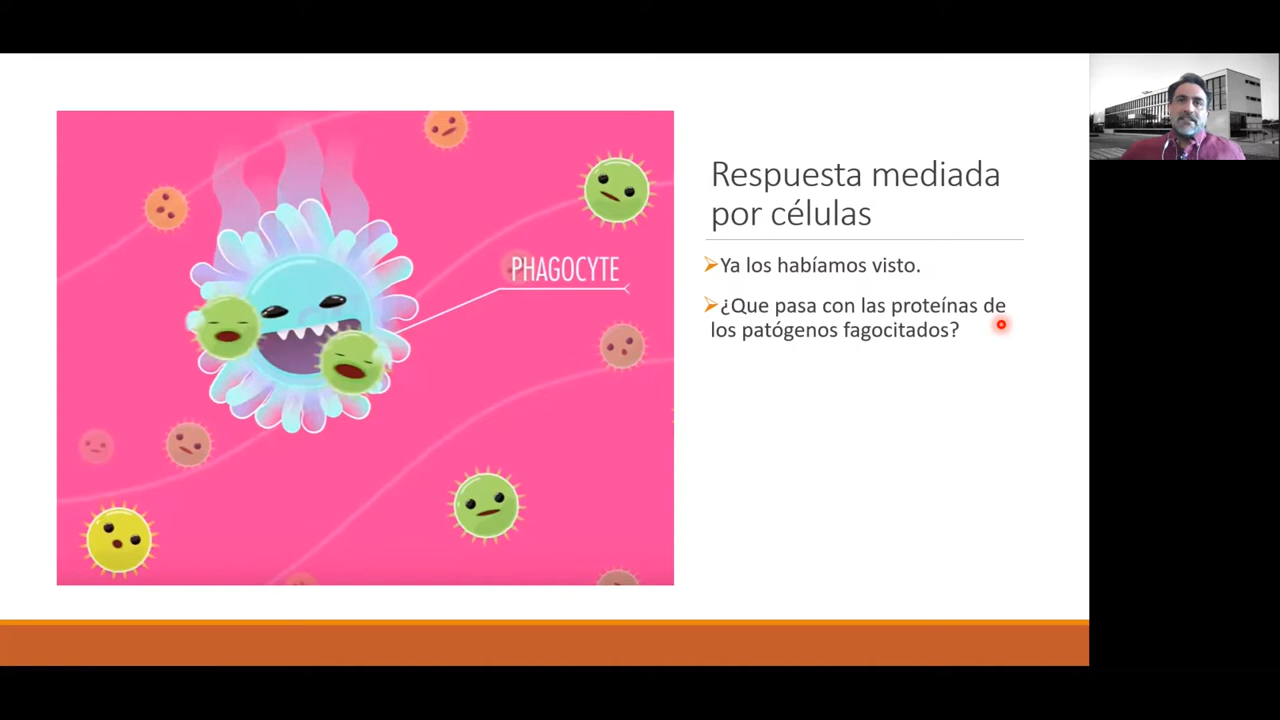 PHAGOCYTE
Respuesta mediada
por células
Ya los habíamos visto.
¿Que pasa con las proteínas de
los patógenos fagocitados?